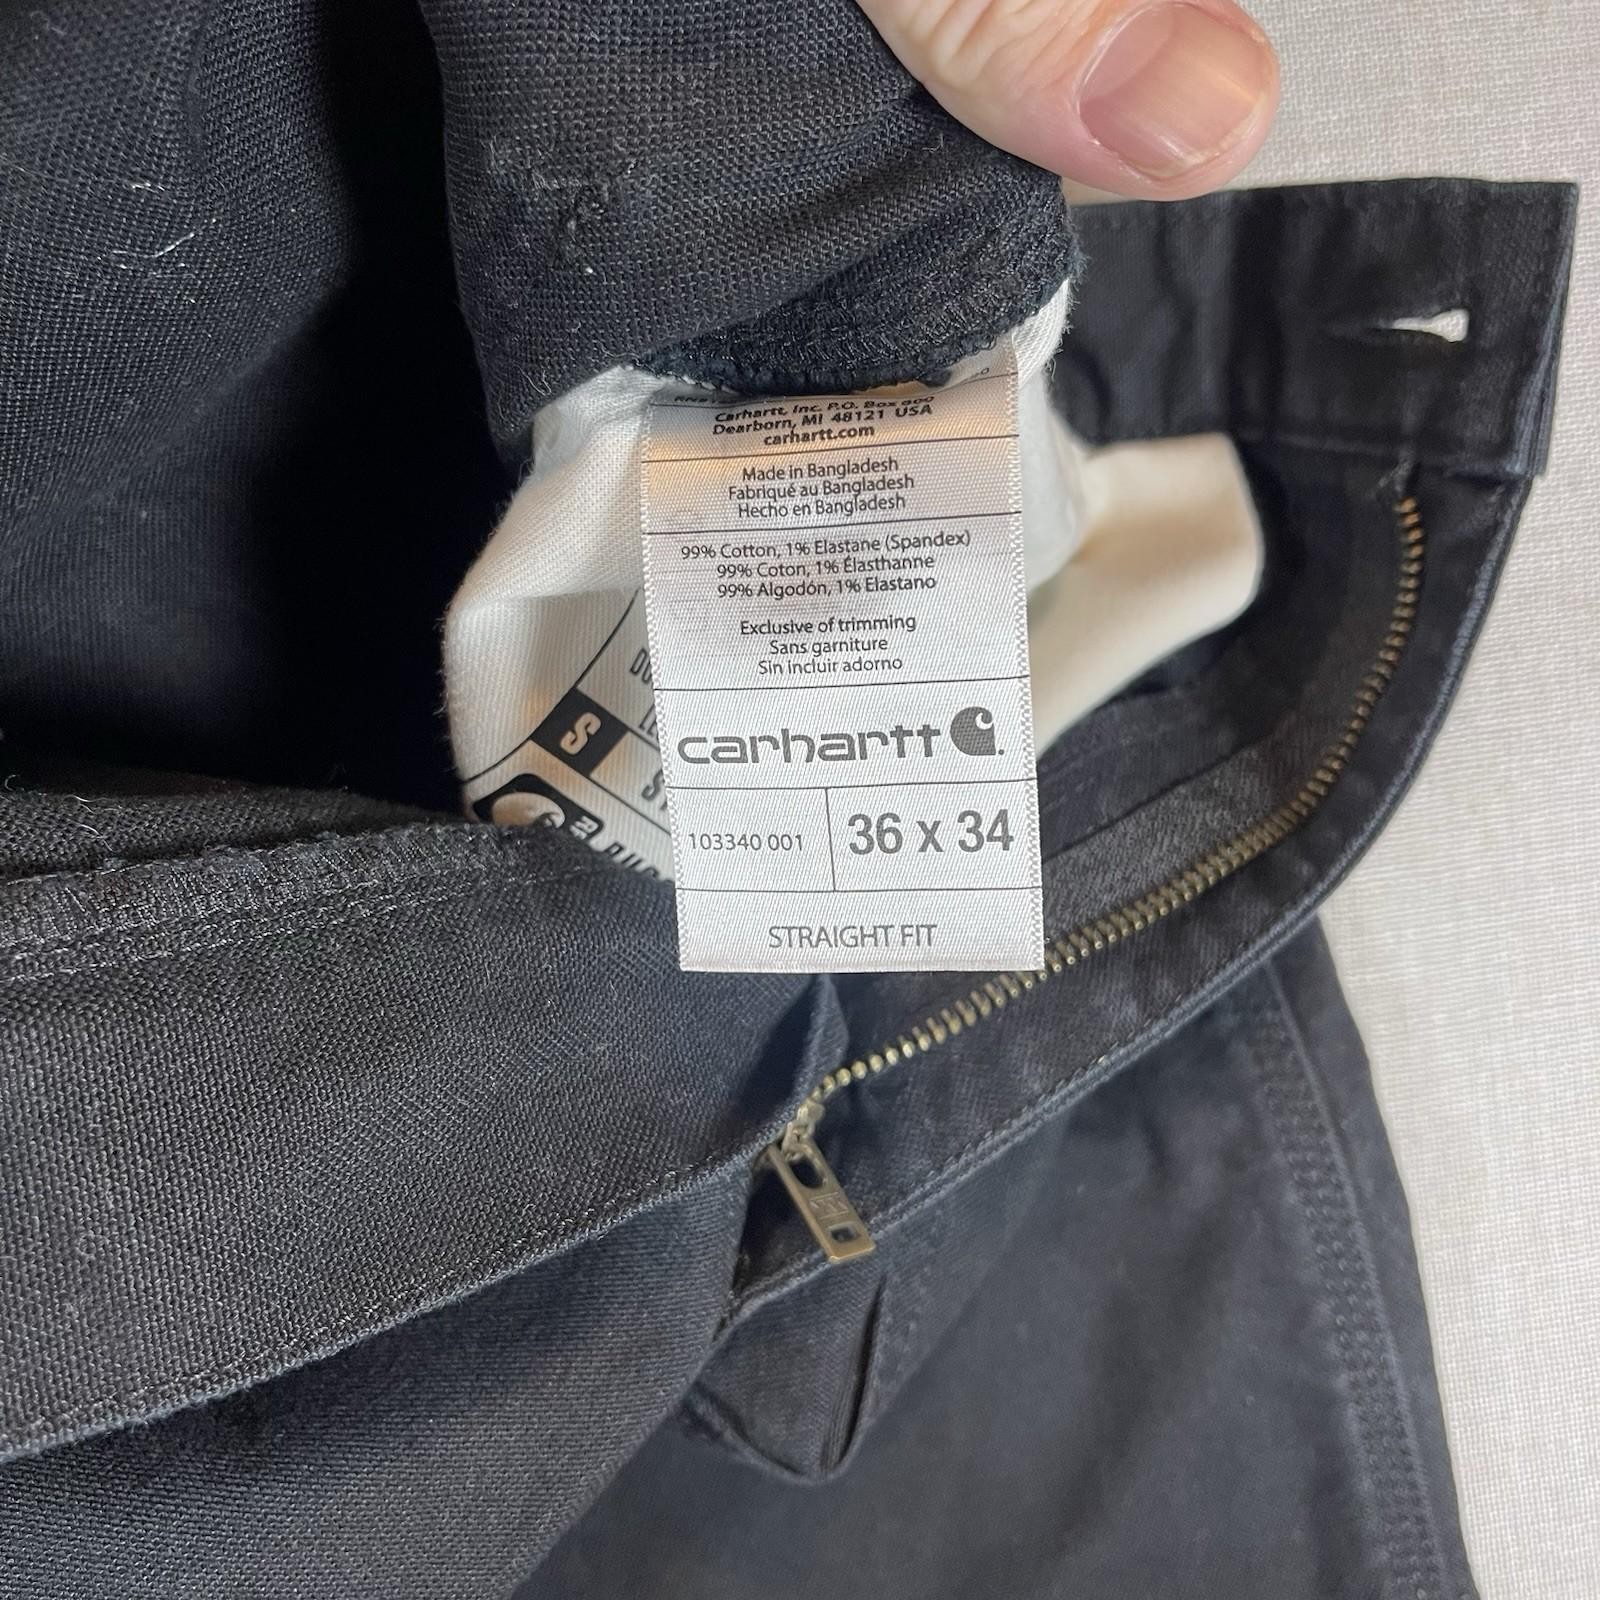 Carhartt, Inc. P.O. Box 600
Dearborn, MI 48121 USA
carhartt.com
Made in Bangladesh
Fabriqué au Bangladesh
Hecho en Bangladesh
99% Cotton, 1% Elastane (Spandex)
99% Coton, 1% Élasthanne
99% Algodón, 1% Elastano
Exclusive of trimming
Sans garniture
Sin incluir adorno
carhartt
103340 001
36 x 34
STRAIGHT FIT
S